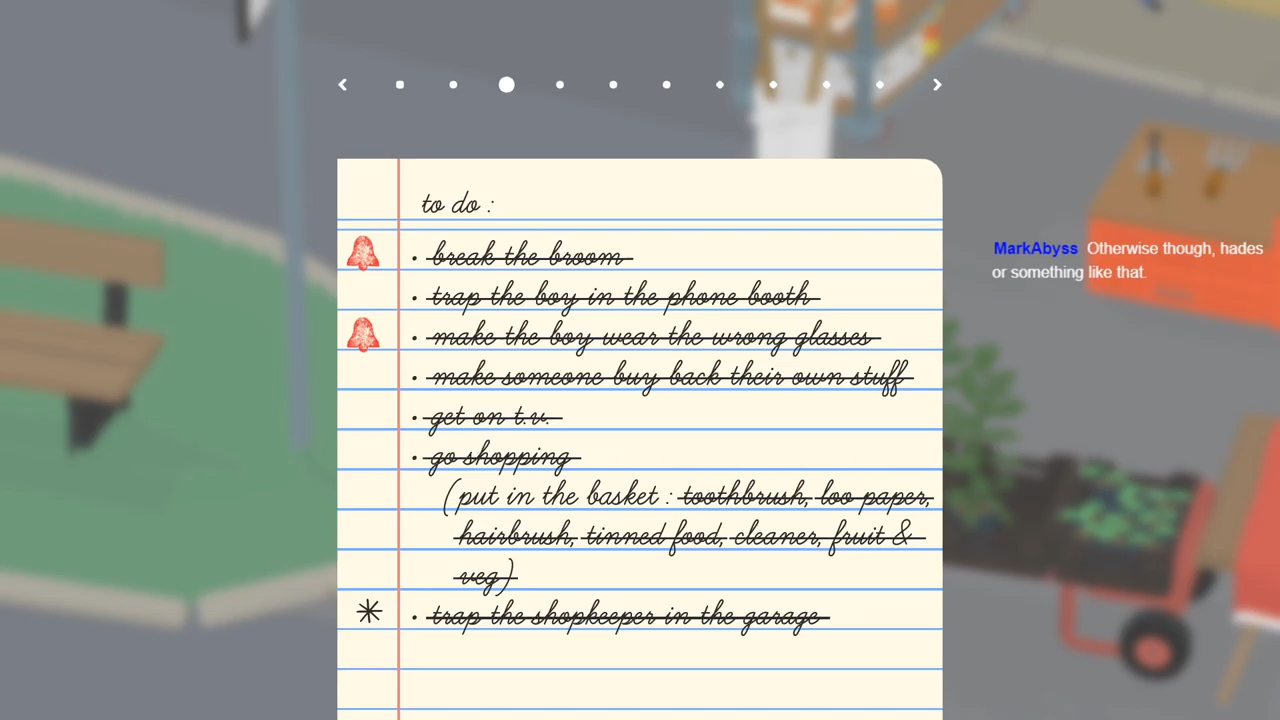 to do :
• break the broom
• trap the boy in the phone booth
• make the boy wear the wrong glasses
• make someone buy back their own stuff
• get on t.v.
• go shopping
(put in the basket : toothbrush, loo paper,
hairbrush, tinned food, cleaner, fruit &
veg)
• trap the shopkeeper in the garage
MarkAbyss Otherwise though, hades
or something like that.